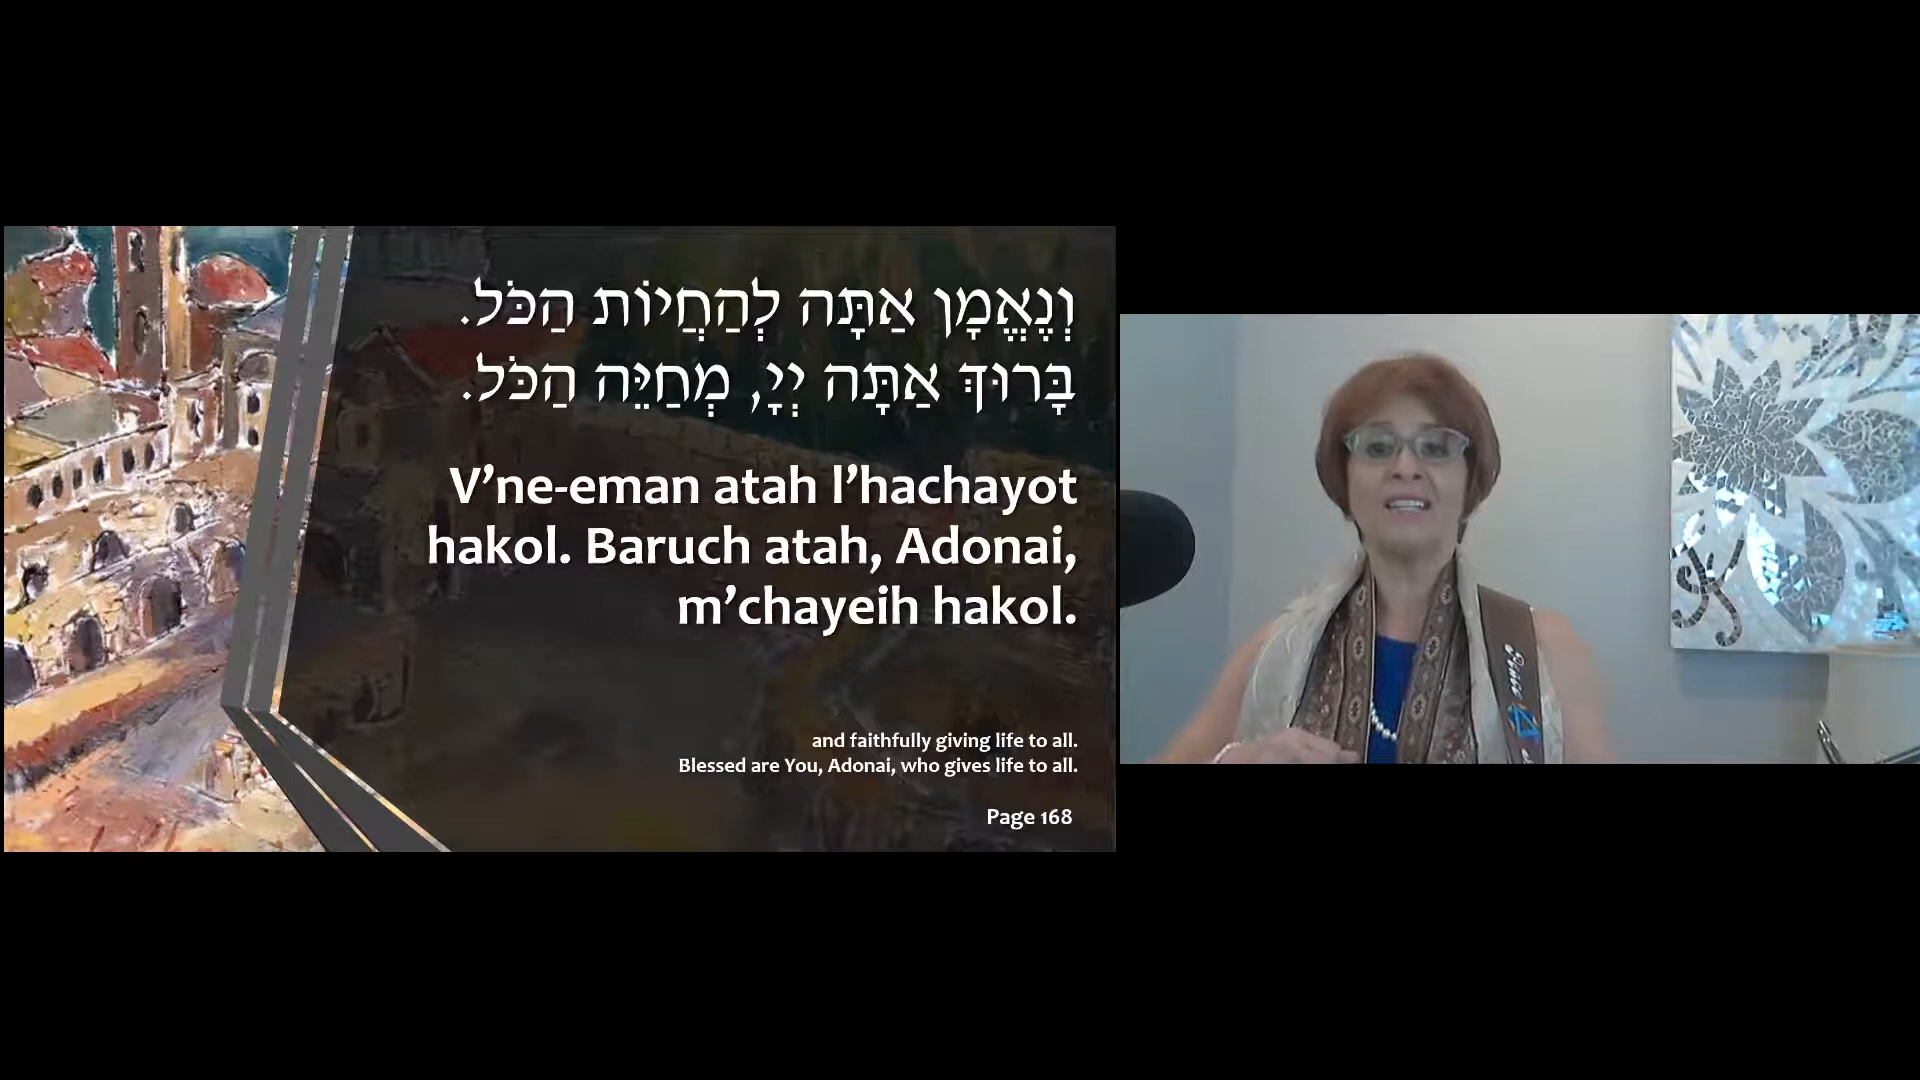 וְנֶאֱמָן אַתָּה לְהַחֲיוֹת הַכֹּל.
בָּרוּךְ אַתָּה יְיָ, מְחַיֵּה הַכֹּל.
V’ne-eman atah l’hachayot
hakol. Baruch atah, Adonai,
m’chayeih hakol.
and faithfully giving life to all.
Blessed are You, Adonai, who gives life to all.
Page 168